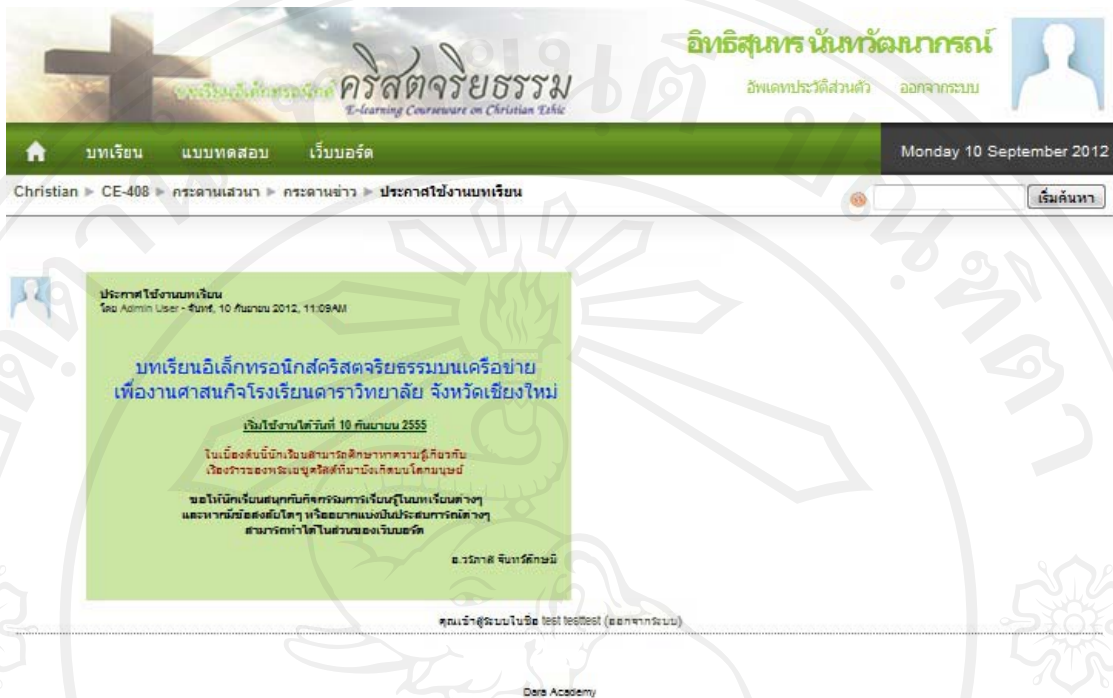 อิทธิสุนทร นันทวัฒนากรณ์
อัพเดทประวัติส่วนตัว ออกจากระบบ
บทเรียนอิเล็กทรอนิกส์ คริสตจริยธรรม
E-learning Courseware on Christian Ethic
บทเรียน แบบทดสอบ เว็บบอร์ด
Monday 10 September 2012
Christian ► CE-408 ► กระดานเสวนา ► กระดานข่าว ► ประกาศใช้งานบทเรียน
เริ่มค้นหา
ประกาศใช้งานบทเรียน
โดย Admin User - จันทร์, 10 กันยายน 2012, 11:09AM
บทเรียนอิเล็กทรอนิกส์คริสตจริยธรรมบนเครือข่าย
เพื่องานศาสนกิจโรงเรียนดาราวิทยาลัย จังหวัดเชียงใหม่
เริ่มใช้งานได้วันที่ 10 กันยายน 2555
ในเบื้องต้นนี้นักเรียนสามารถศึกษาหาความรู้เกี่ยวกับ
เรื่องราวของพระเยซูคริสต์ที่มาบังเกิดบนโลกมนุษย์
ขอให้นักเรียนสนุกกับกิจกรรมการเรียนรู้ในบทเรียนต่างๆ
และหากมีข้อสงสัยใดๆ หรืออยากแบ่งปันประสบการณ์ต่างๆ
สามารถทำได้ในส่วนของเว็บบอร์ด
อ.วรัภาส์ จันทร์ดีกษมิ
คุณเข้าสู่ระบบในชื่อ test testtest (ออกจากระบบ)
Dara Academy